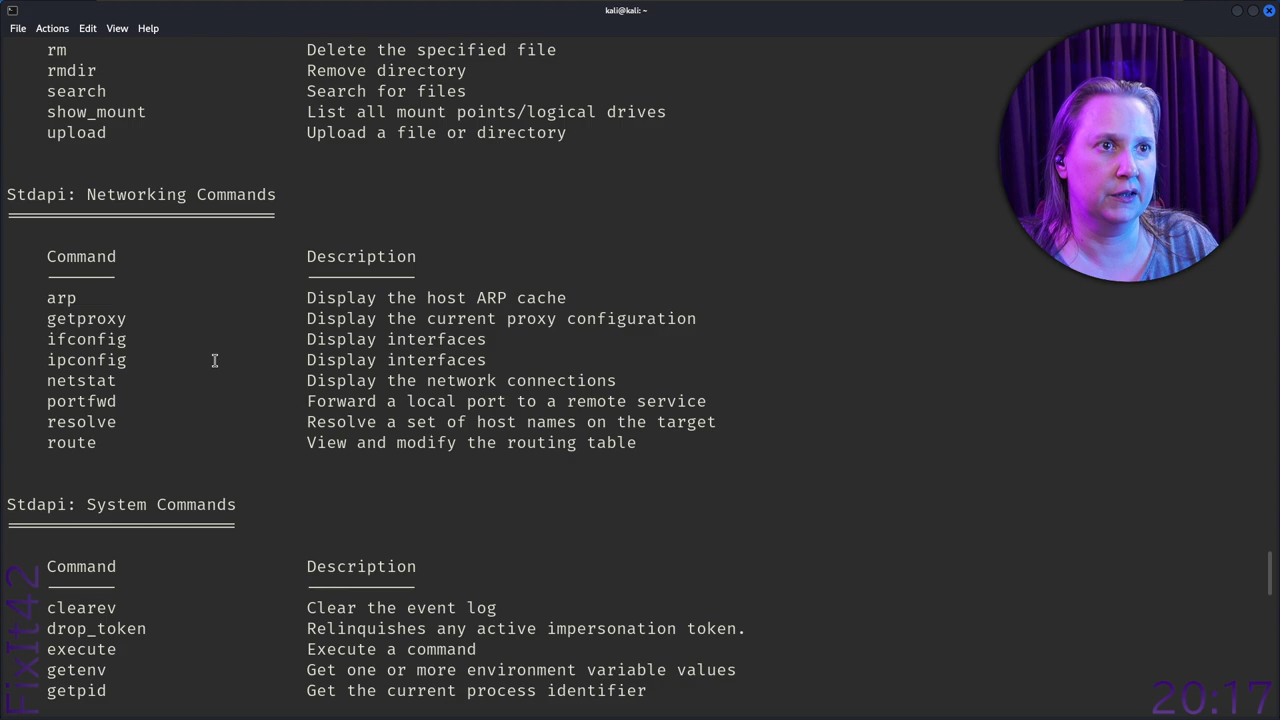 kali@kali: ~
File Actions Edit View Help
rm Delete the specified file
rmdir Remove directory
search Search for files
show_mount List all mount points/logical drives
upload Upload a file or directory
Stdapi: Networking Commands
Command Description
arp Display the host ARP cache
getproxy Display the current proxy configuration
ifconfig Display interfaces
ipconfig Display interfaces
netstat Display the network connections
portfwd Forward a local port to a remote service
resolve Resolve a set of host names on the target
route View and modify the routing table
Stdapi: System Commands
Command Description
clearev Clear the event log
drop_token Relinquishes any active impersonation token.
execute Execute a command
getenv Get one or more environment variable values
getpid Get the current process identifier
FixIt42
20:17